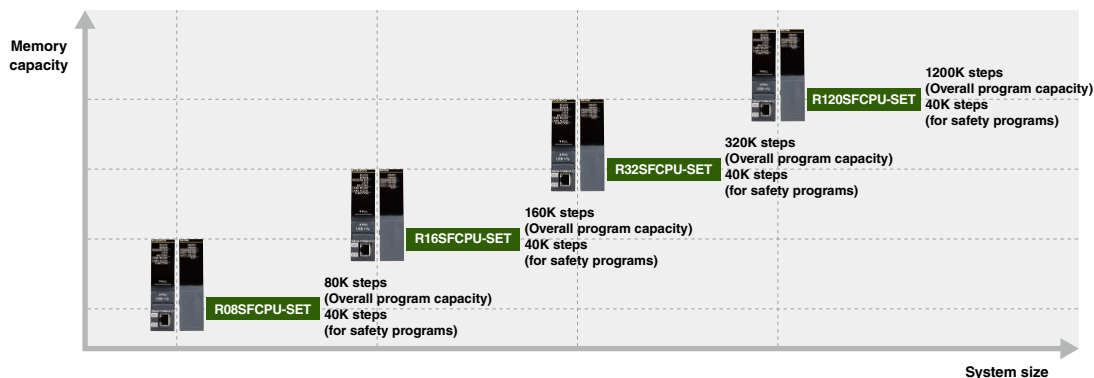 Memory
capacity
1200K steps
(Overall program capacity)
R120SFCPU-SET
40K steps
(for safety programs)
320K steps
(Overall program capacity)
R32SFCPU-SET
40K steps
(for safety programs)
160K steps
(Overall program capacity)
R16SFCPU-SET
40K steps
(for safety programs)
80K steps
(Overall program capacity)
R08SFCPU-SET
40K steps
(for safety programs)
System size